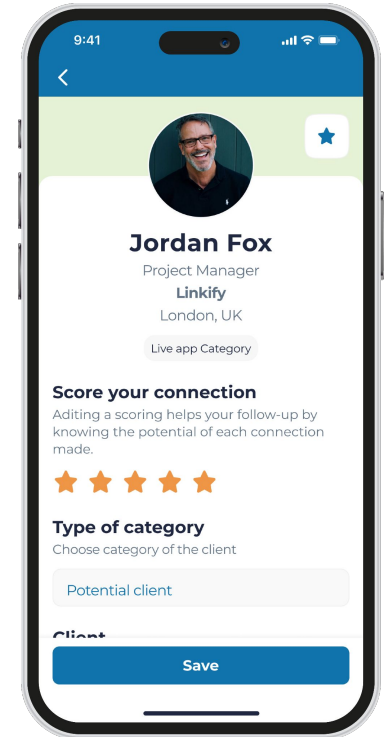 9:41
Jordan Fox
Project Manager
Linkify
London, UK
Live app Category
Score your connection
Aditing a scoring helps your follow-up by
knowing the potential of each connection
made.
Type of category
Choose category of the client
Potential client
Client
Save